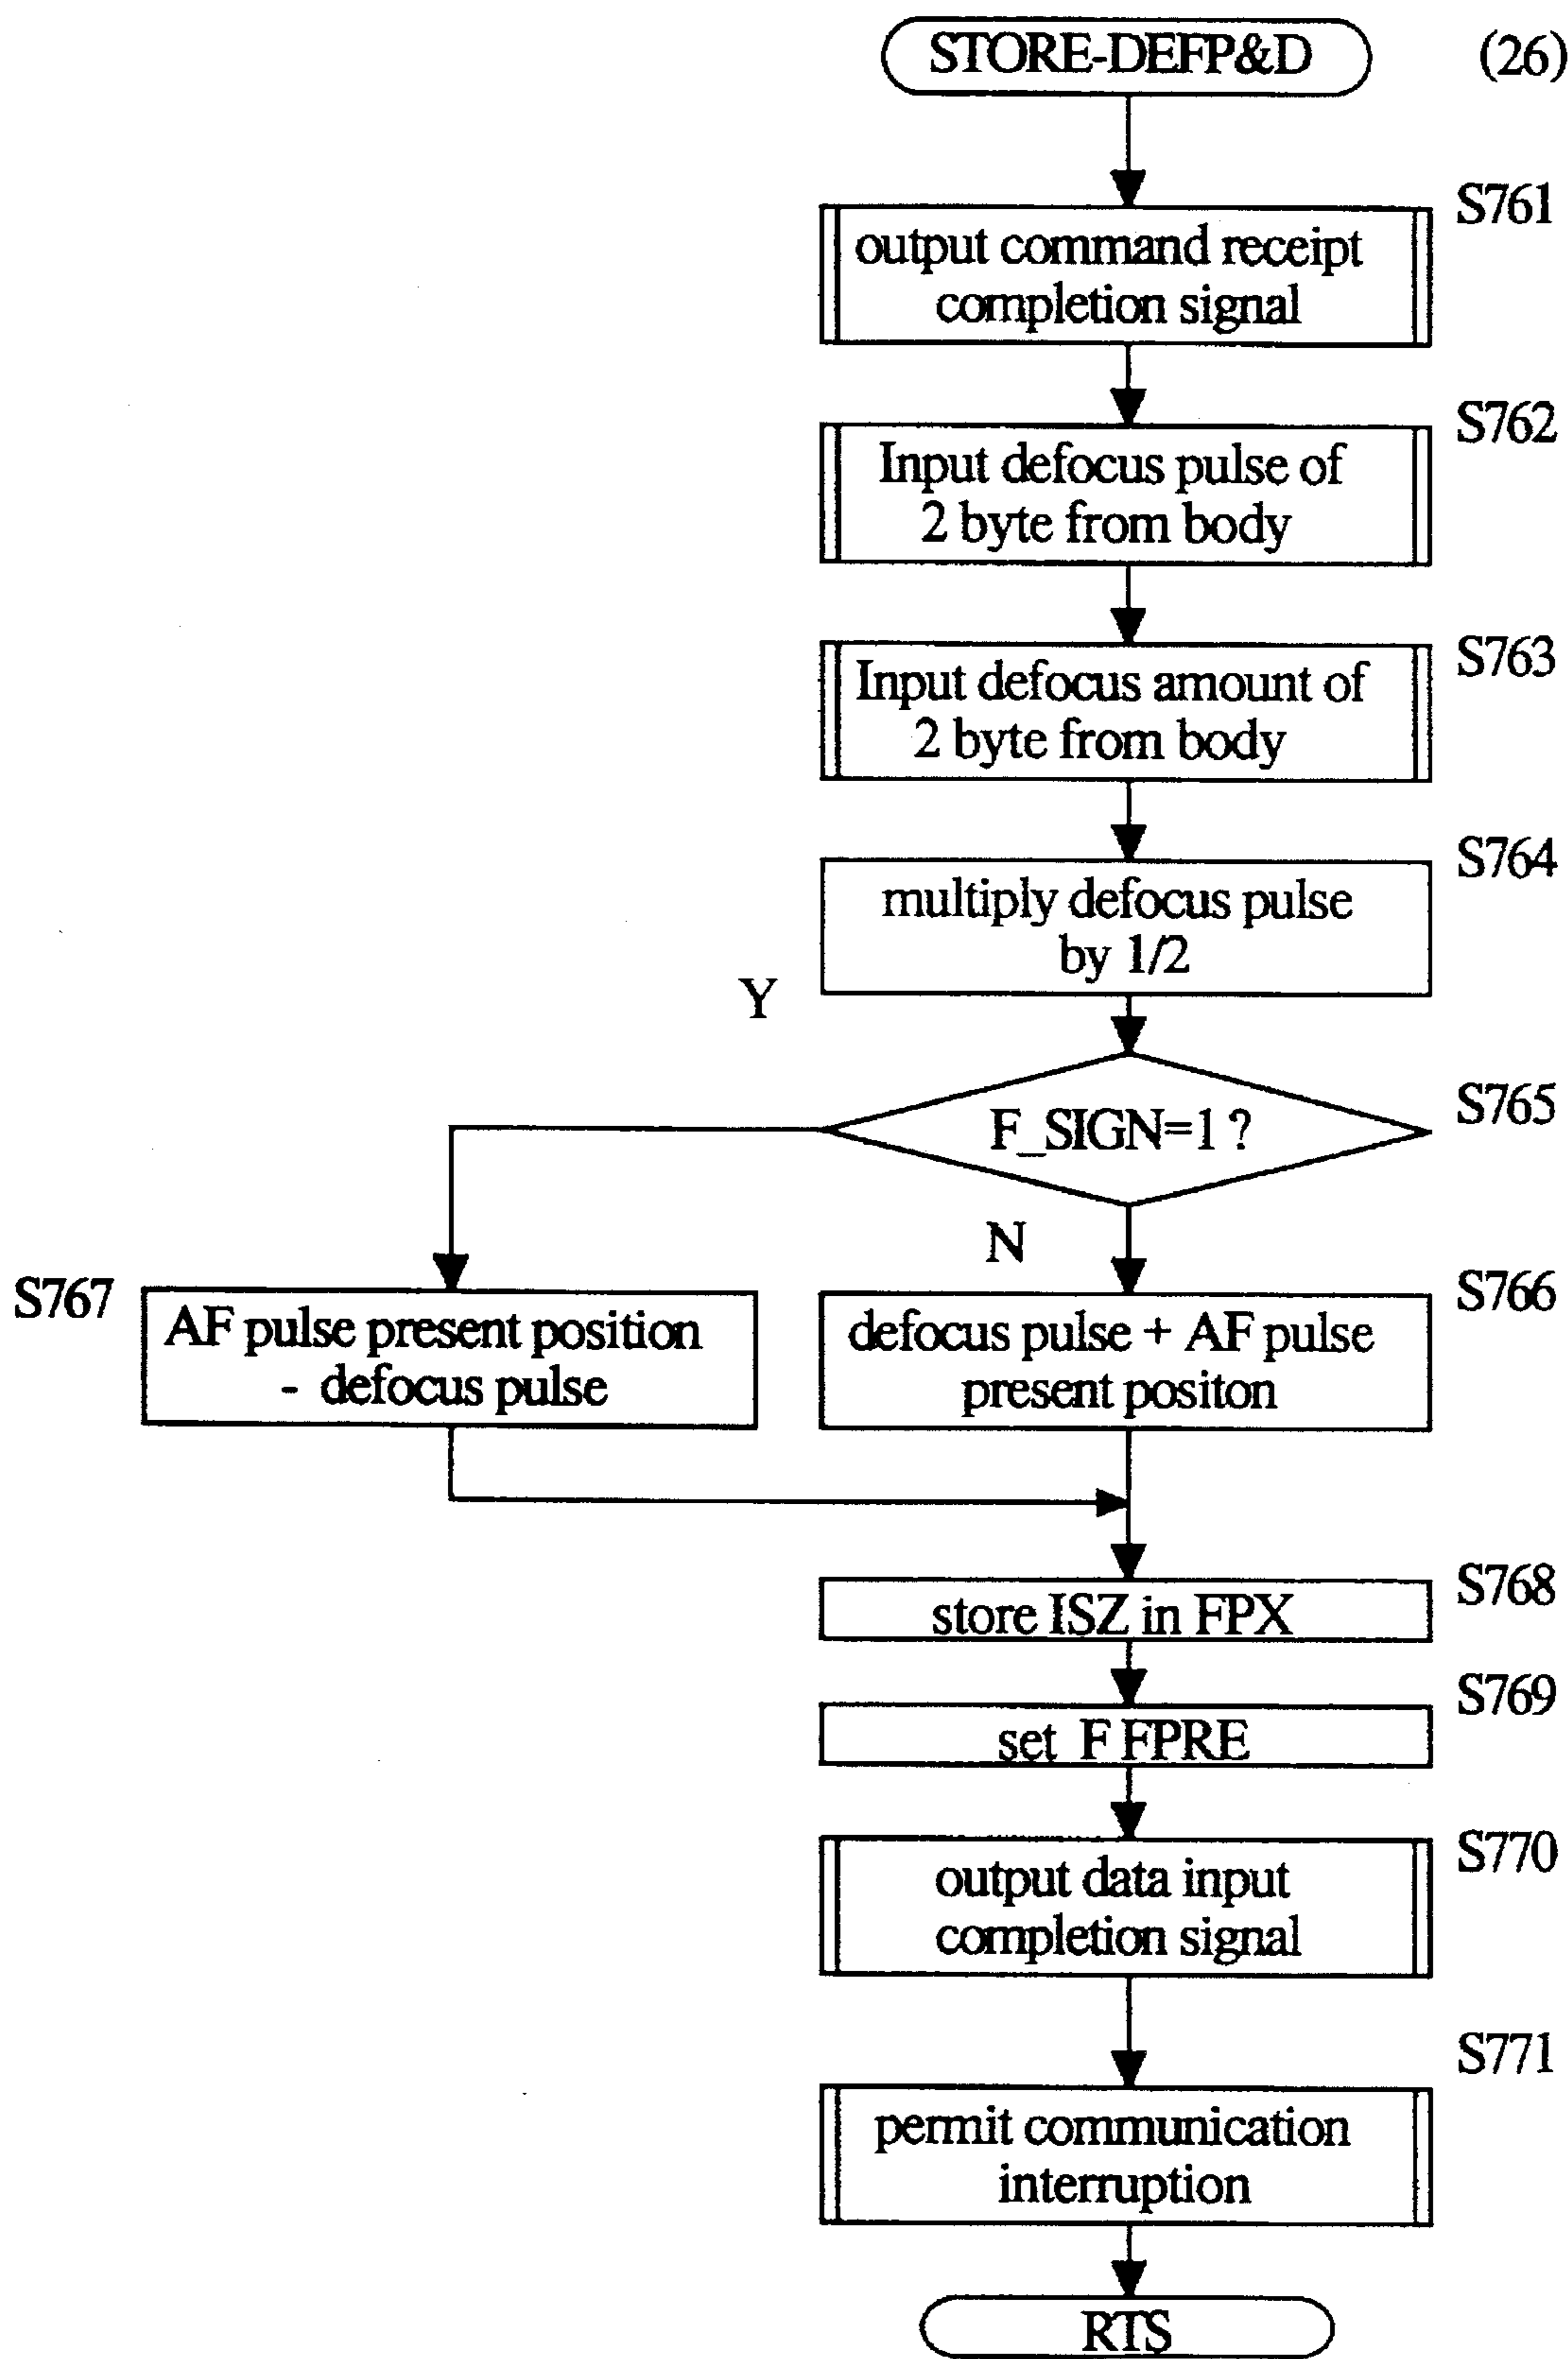 STORE-DEFP&D
(26)
S761
output command receipt
completion signal
S762
Input defocus pulse of
2 byte from body
S763
Input defocus amount of
2 byte from body
S764
multiply defocus pulse
by 1/2
Y
S765
F_SIGN=1 ?
N
S767
AF pulse present position
- defocus pulse
S766
defocus pulse + AF pulse
present positon
S768
store ISZ in FPX
S769
set F FPRE
S770
output data input
completion signal
S771
permit communication
interruption
RTS